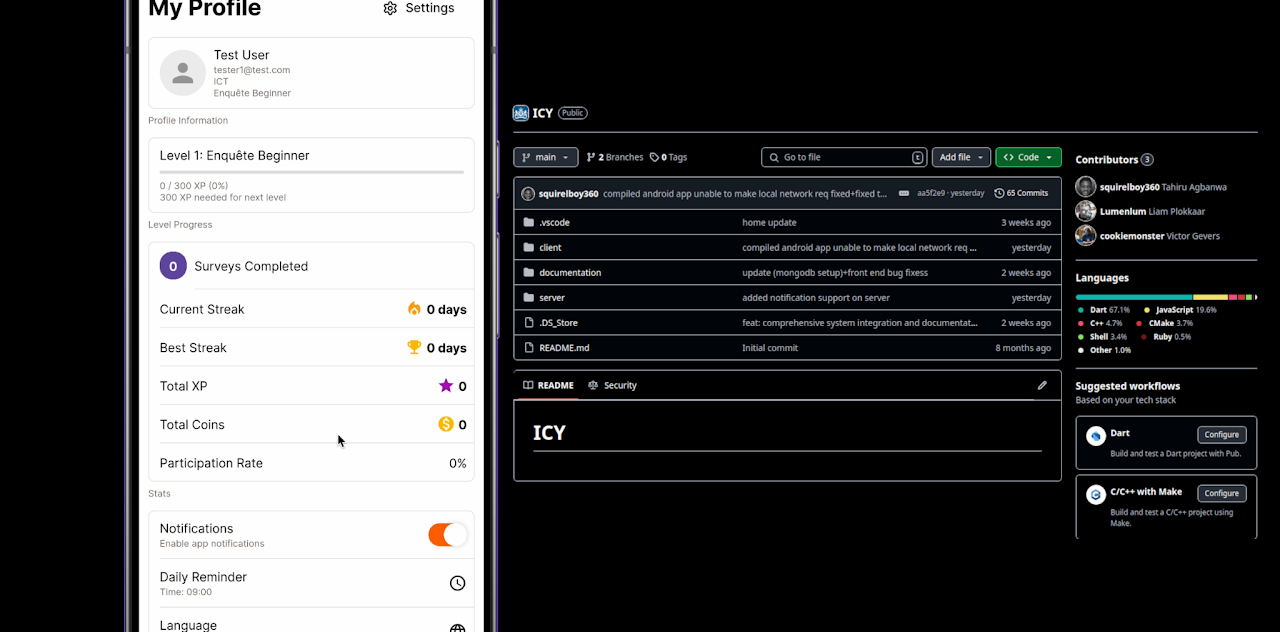 My Profile
Settings
Test User
tester1@test.com
ICT
Enquête Beginner
Profile Information
Level 1: Enquête Beginner
0 / 300 XP (0%)
300 XP needed for next level
Level Progress
0 Surveys Completed
Current Streak 0 days
Best Streak 0 days
Total XP 0
Total Coins 0
Participation Rate 0%
Stats
Notifications
Enable app notifications
Daily Reminder
Time: 09:00
Language
ICY Public
main 2 Branches 0 Tags Go to file t Add file Code
squirelboy360 compiled android app unable to make local network req fixed+fixed t... aa5f2e9 · yesterday 65 Commits
.vscode home update 3 weeks ago
client compiled android app unable to make local network req ... yesterday
documentation update (mongodb setup)+front end bug fixess 2 weeks ago
server added notification support on server yesterday
.DS_Store feat: comprehensive system integration and documentat... 2 weeks ago
README.md Initial commit 8 months ago
README Security
ICY
Contributors 3
squirelboy360 Tahiru Agbanwa
Lumenlum Liam Plokkaar
cookiemonster Victor Gevers
Languages
Dart 67.1% JavaScript 19.6%
C++ 4.7% CMake 3.7%
Shell 3.4% Ruby 0.5%
Other 1.0%
Suggested workflows
Based on your tech stack
Dart Configure
Build and test a Dart project with Pub.
C/C++ with Make Configure
Build and test a C/C++ project using
Make.